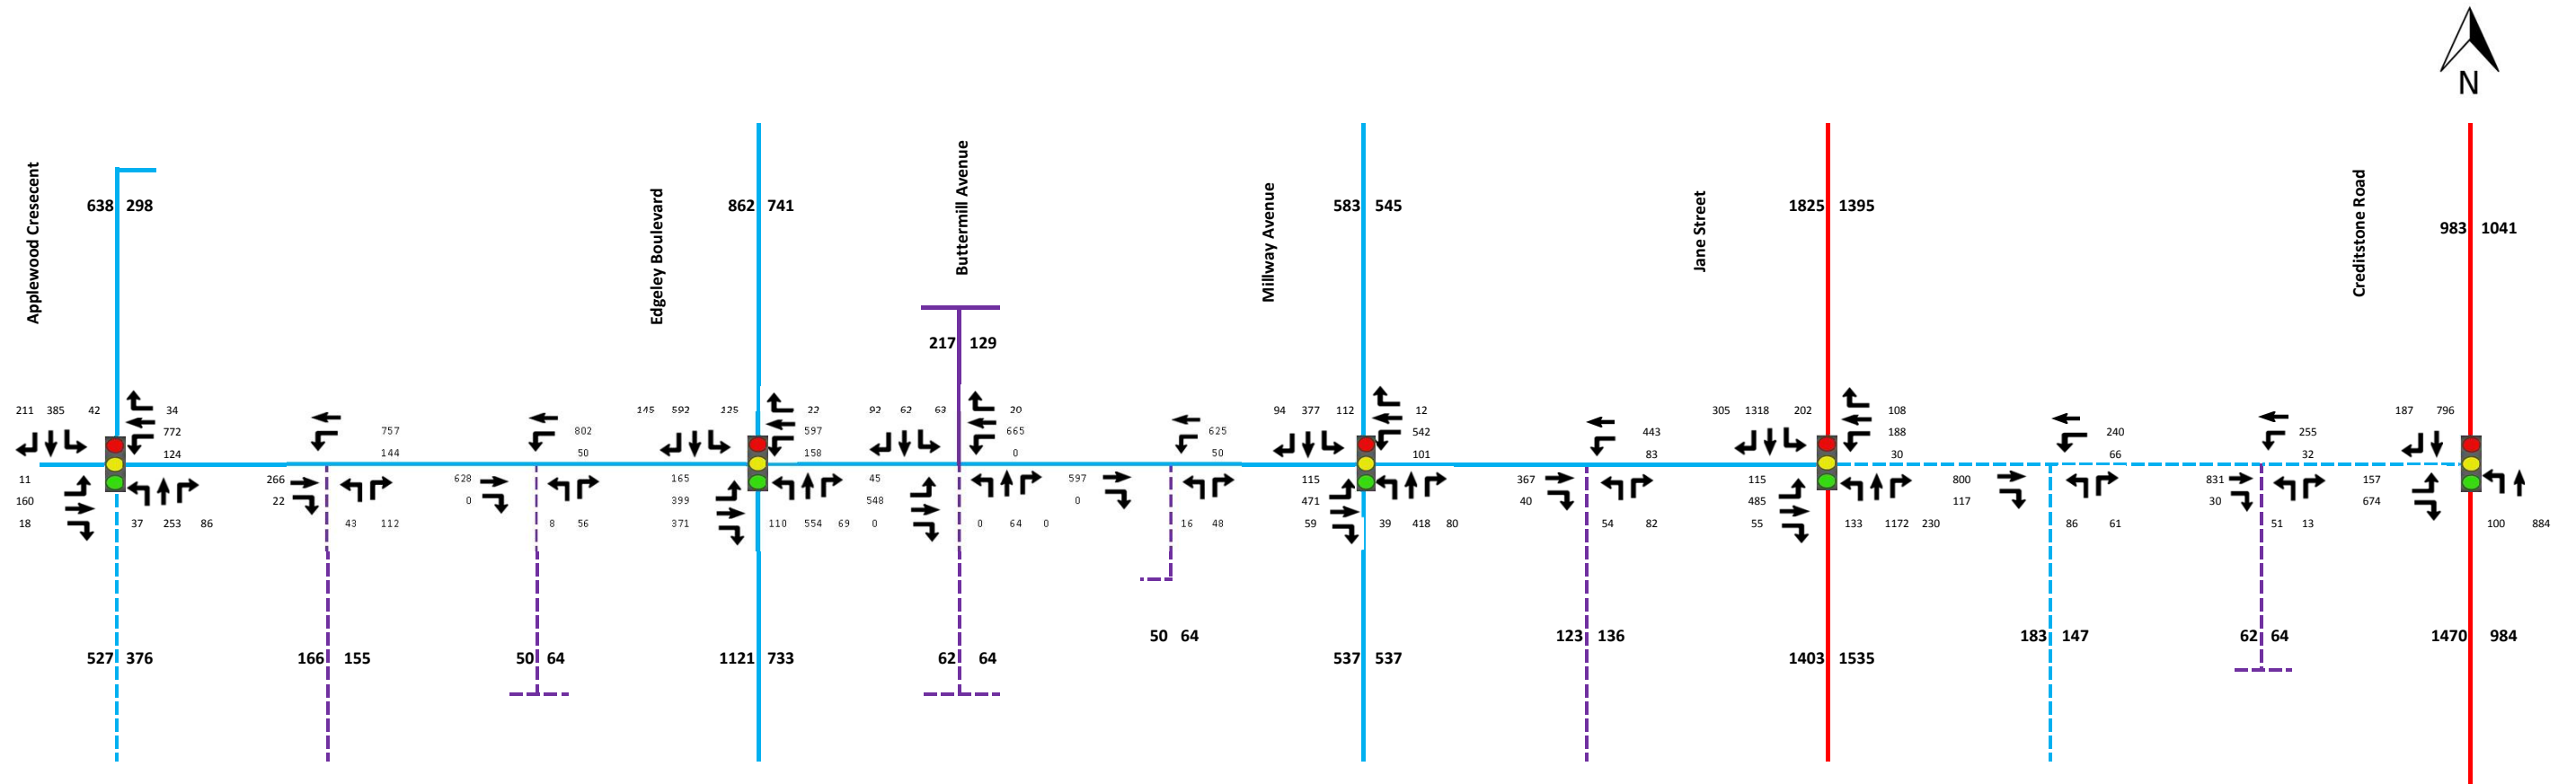 N
Applewood Cresecent
Edgeley Boulevard
Buttermill Avenue
Millway Avenue
Jane Street
Creditstone Road
638 298
862 741
583 545
1825 1395
983 1041
217 129
211 385 42 34
145 592 125 22
92 62 63 20
94 377 112 12
305 1318 202 108
187 796
772 757 802 597 665 625 542 443 188 240 255
124 144 50 158 0 50 101 83 30 66 32
11 266 628 165 45 597 115 367 115 800 831 157
160 22 0 399 548 0 471 40 485 117 30 674
18 37 253 86 43 112 8 56 371 110 554 69 0 0 64 0 16 48 59 39 418 80 54 82 55 133 1172 230 86 61 51 13 100 884
50 64
123 136
183 147
62 64
1470 984
527 376
166 155
50 64
1121 733
62 64
537 537
1403 1535